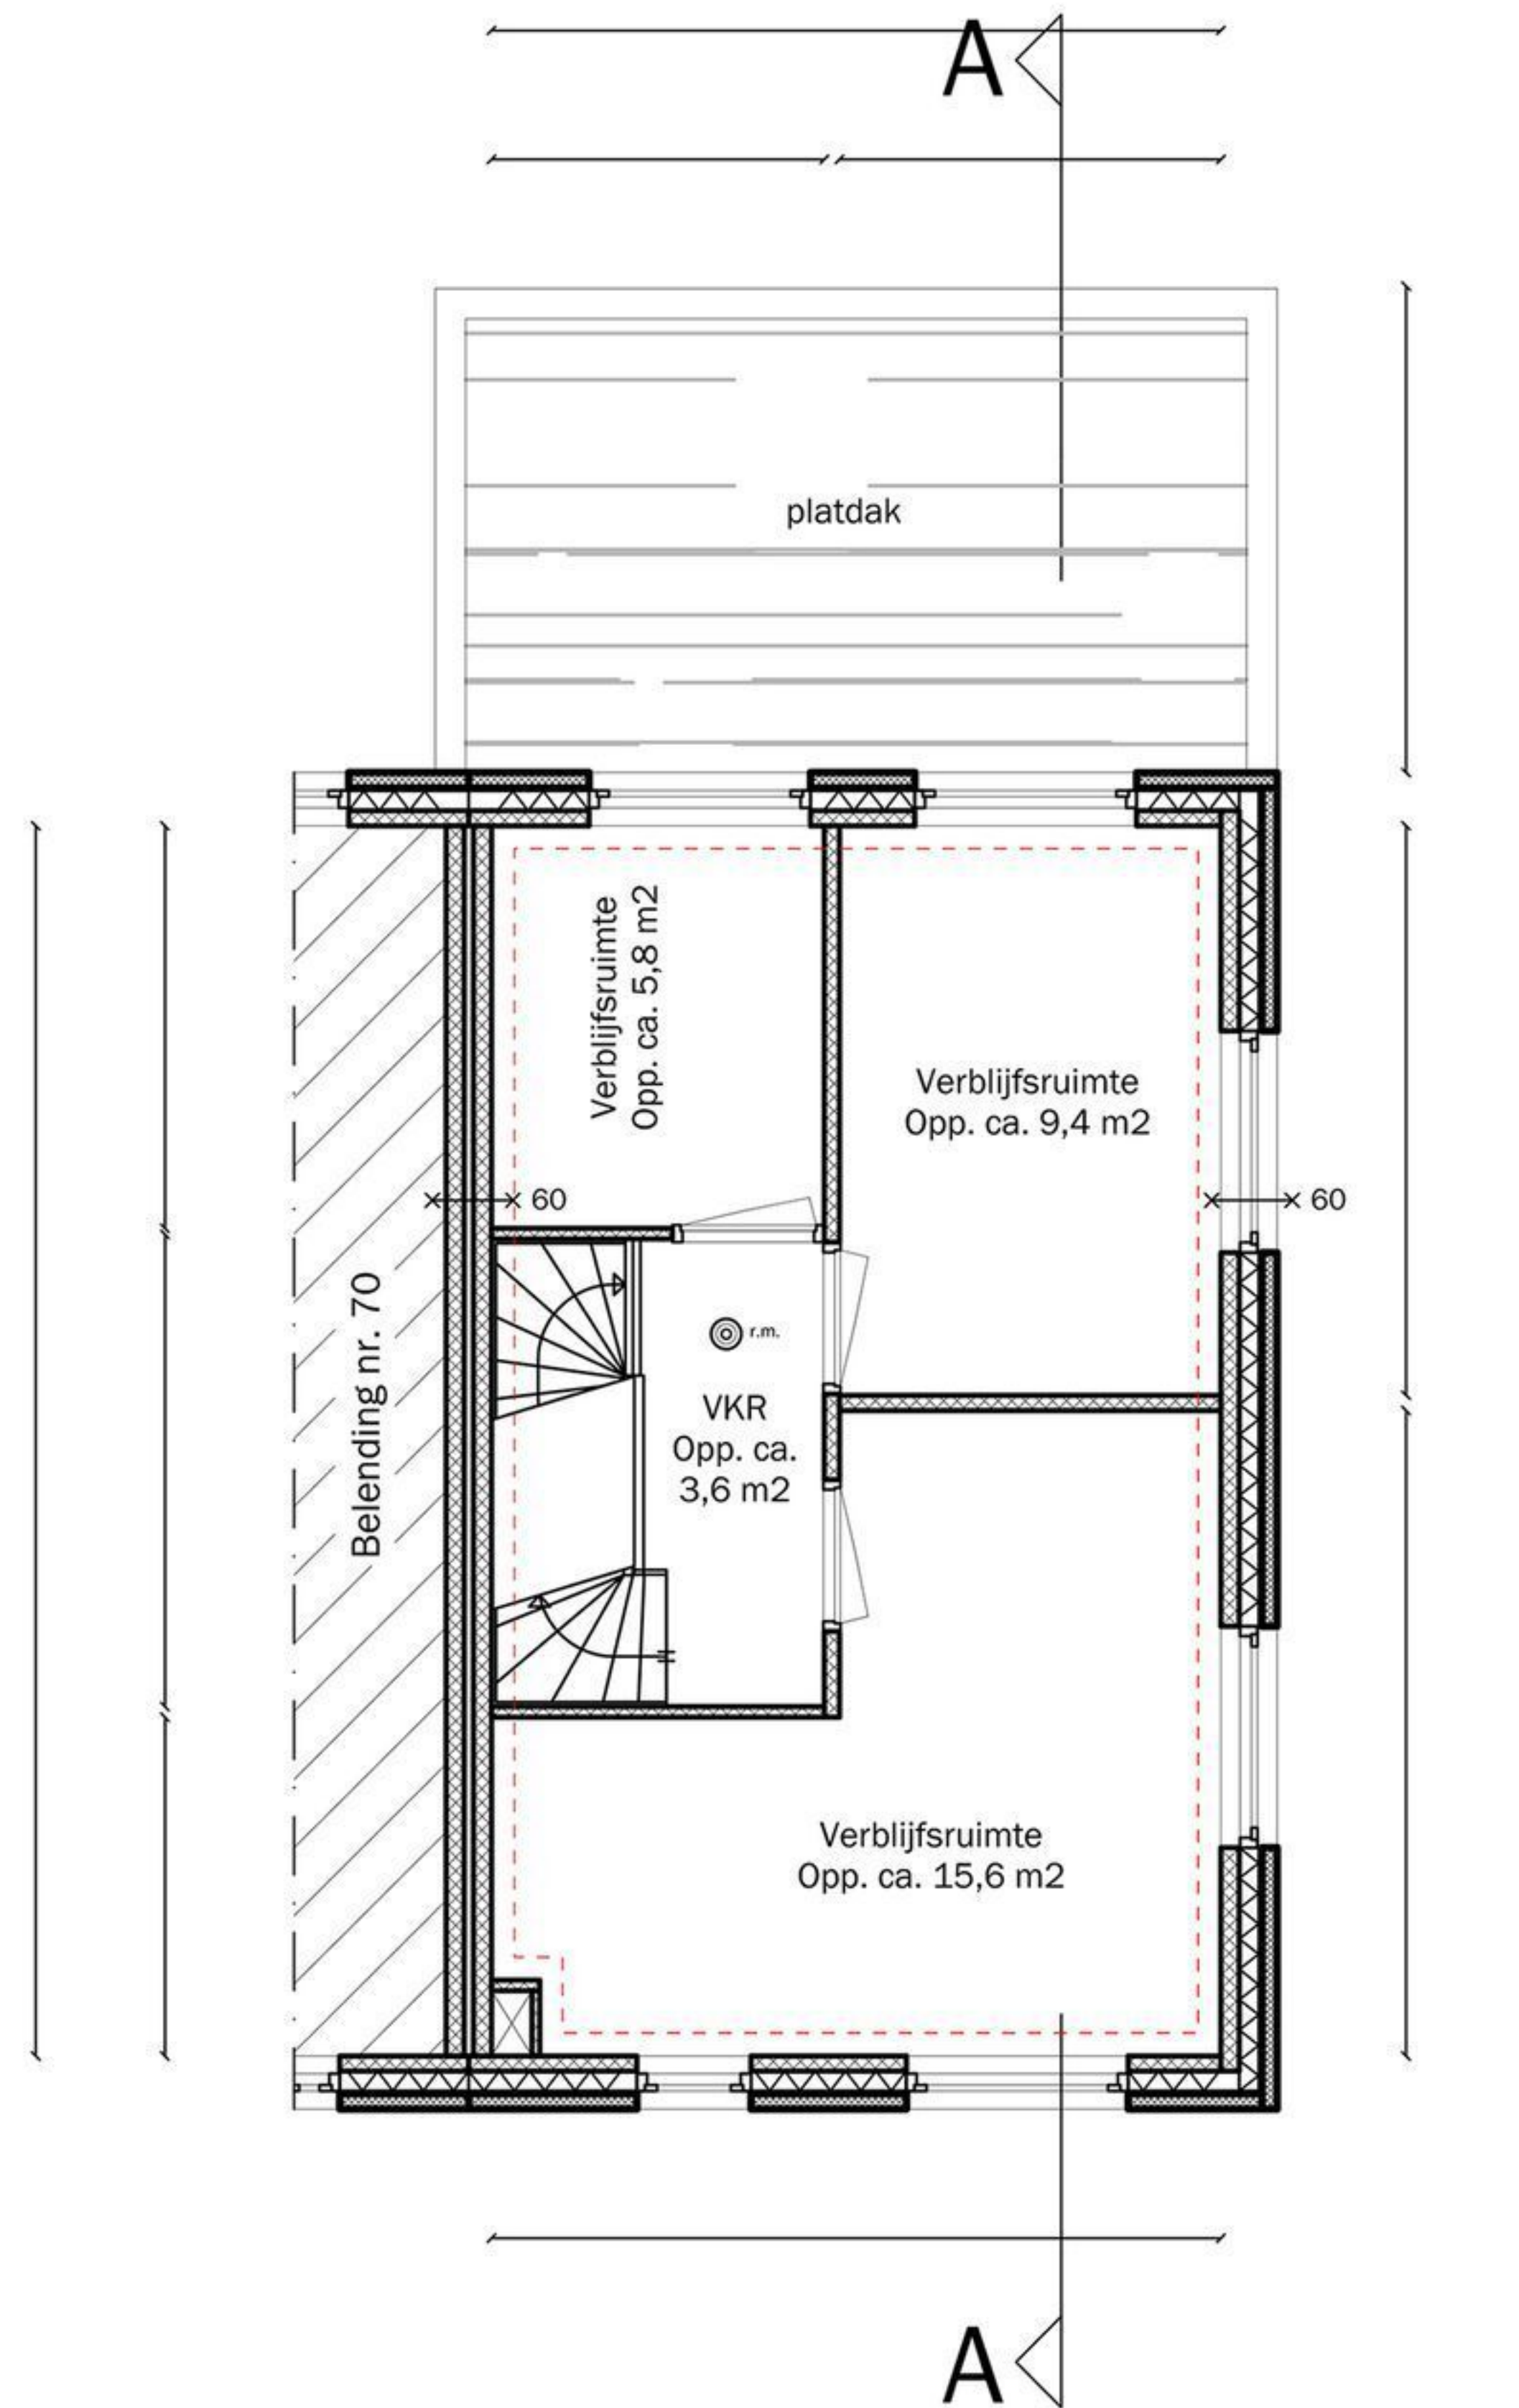 A
platdak
Verblijfsruimte
Opp. ca. 5,8 m2
Verblijfsruimte
Opp. ca. 9,4 m2
60
60
r.m.
Belending nr. 70
VKR
Opp. ca.
3,6 m2
Verblijfsruimte
Opp. ca. 15,6 m2
A